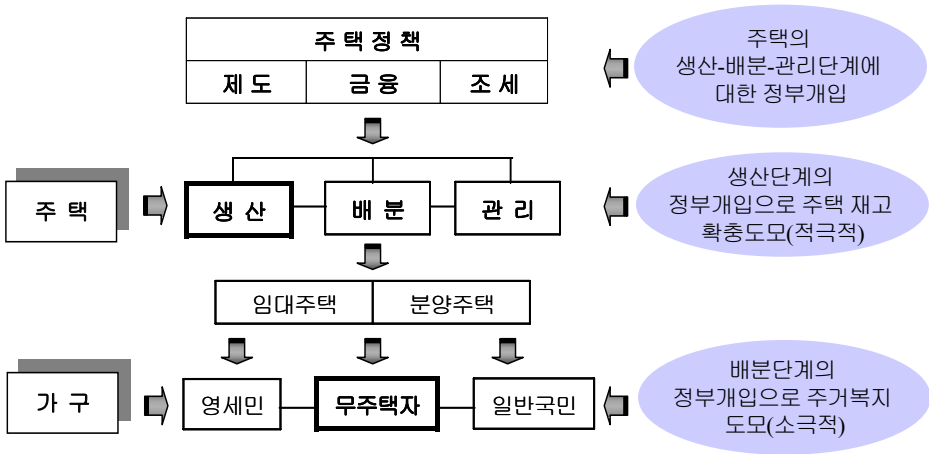 주택정책
제도 금융 조세
주택의
생산-배분-관리단계에
대한 정부개입
주택
생산 배분 관리
생산단계의
정부개입으로 주택 재고
확충도모(적극적)
임대주택 분양주택
가구
영세민 무주택자 일반국민
배분단계의
정부개입으로 주거복지
도모(소극적)